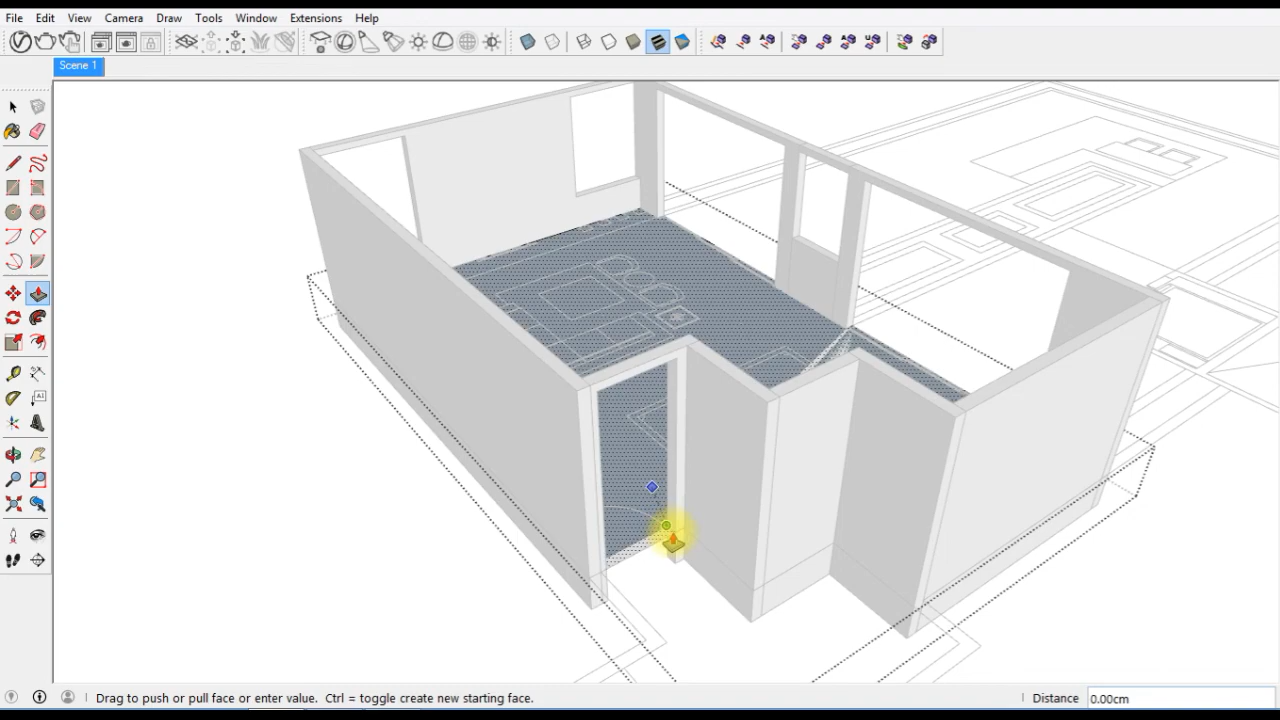 File Edit View Camera Draw Tools Window Extensions Help
Scene 1
Drag to push or pull face or enter value. Ctrl = toggle create new starting face.
Distance 0.00cm